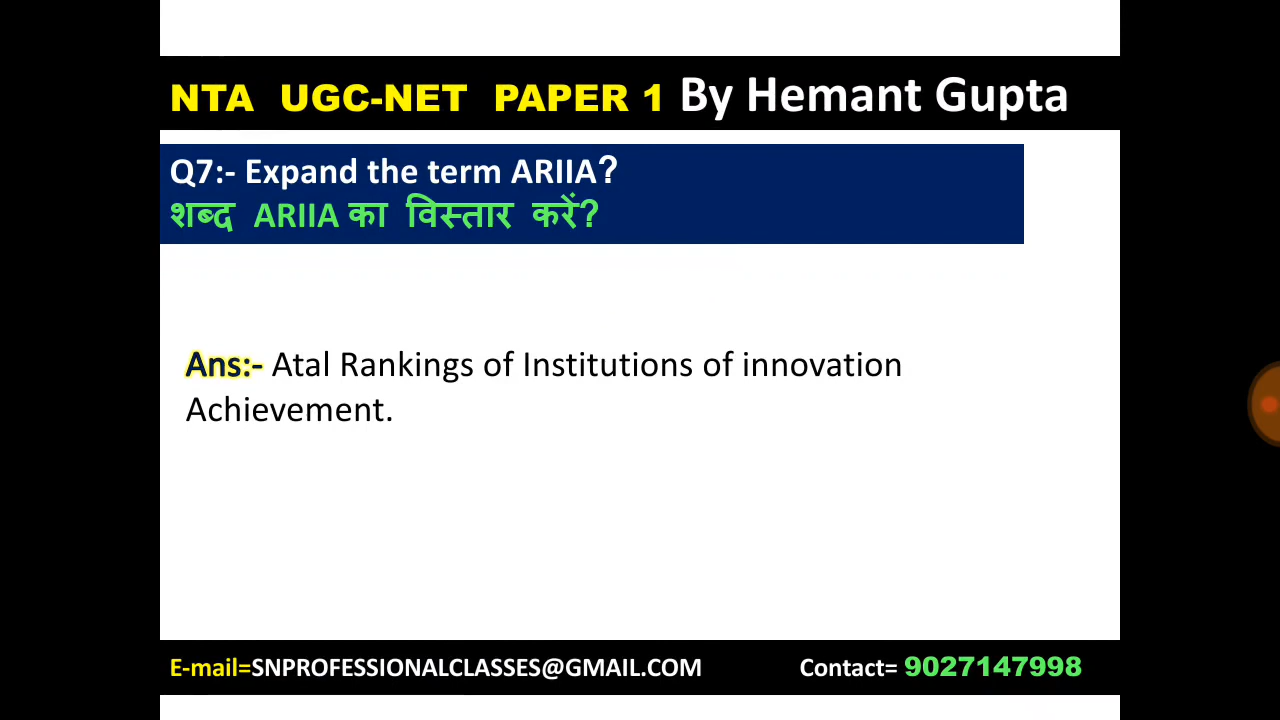 NTA UGC-NET PAPER 1 By Hemant Gupta
Q7:- Expand the term ARIIA?
शब्द ARIIA का विस्तार करें?
Ans:- Atal Rankings of Institutions of innovation
Achievement.
E-mail=SNPROFESSIONALCLASSES@GMAIL.COM Contact= 9027147998